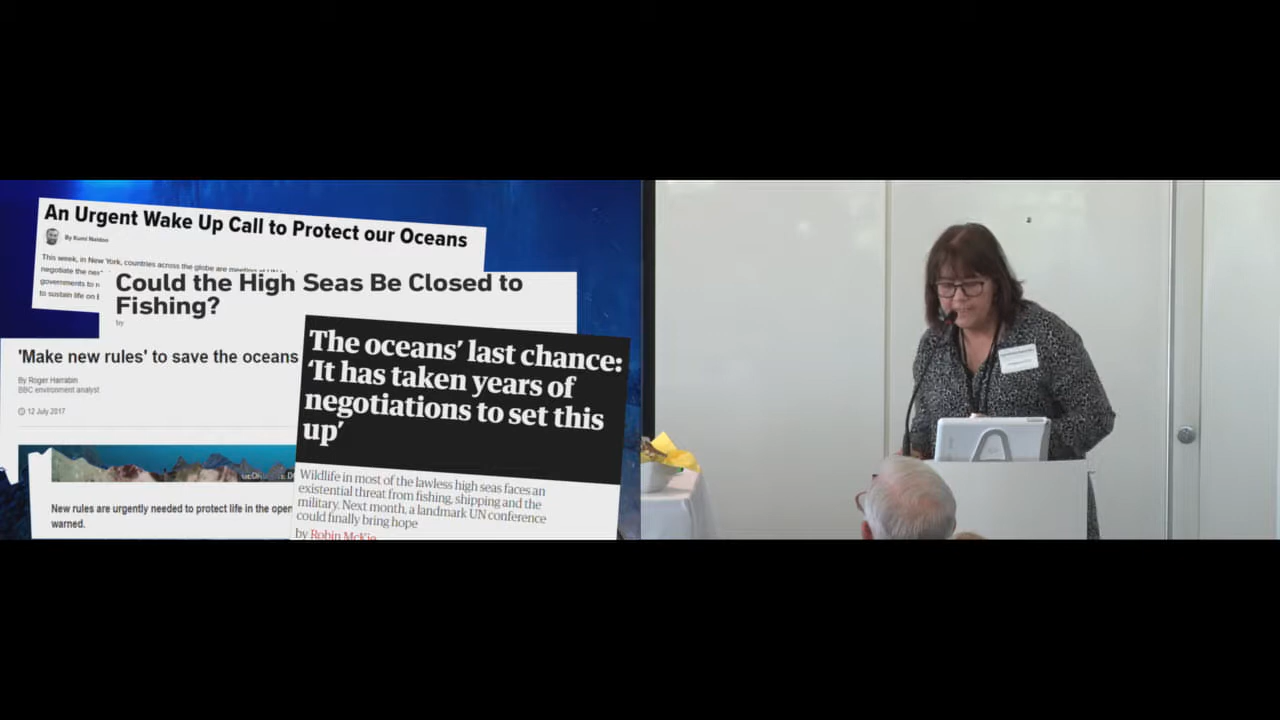 An Urgent Wake Up Call to Protect our Oceans
By Kumi Naidoo
This week, in New York, countries across the globe are meeting at UN
negotiate the
governments to
to sustain life on
Could the High Seas Be Closed to
Fishing?
by
'Make new rules' to save the oceans
By Roger Harrabin
BBC environment analyst
12 July 2017
New rules are urgently needed to protect life in the open
warned.
The oceans' last chance:
'It has taken years of
negotiations to set this
up'
Wildlife in most of the lawless high seas faces an
existential threat from fishing, shipping and the
military. Next month, a landmark UN conference
could finally bring hope
by Robin McKie